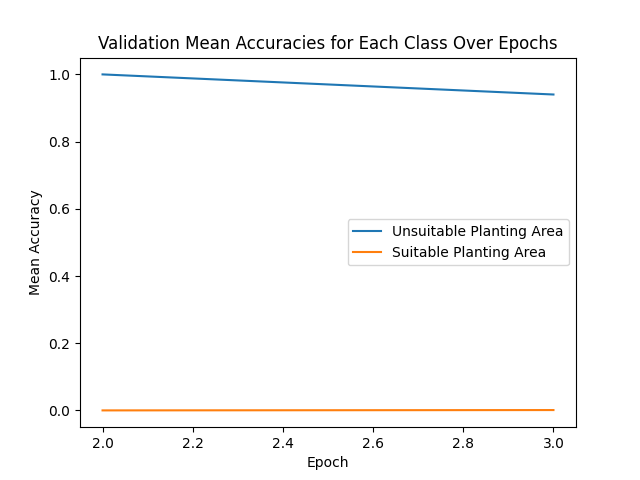 Validation Mean Accuracies for Each Class Over Epochs
1.0
0.8
0.6
0.4
0.2
0.0
Mean Accuracy
Unsuitable Planting Area
Suitable Planting Area
2.0 2.2 2.4 2.6 2.8 3.0
Epoch